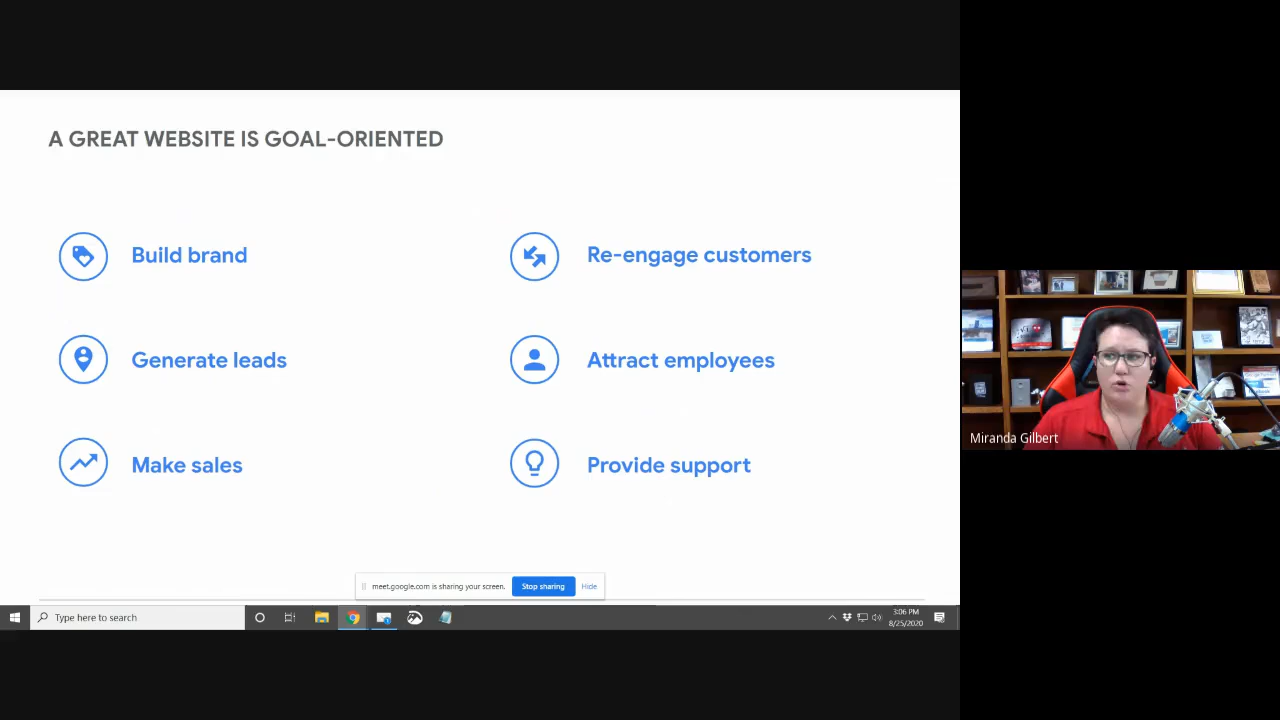 A GREAT WEBSITE IS GOAL-ORIENTED
Build brand
Re-engage customers
Generate leads
Attract employees
Make sales
Provide support
Miranda Gilbert
meet.google.com is sharing your screen.
Stop sharing
Hide
Type here to search
3:06 PM
8/25/2020